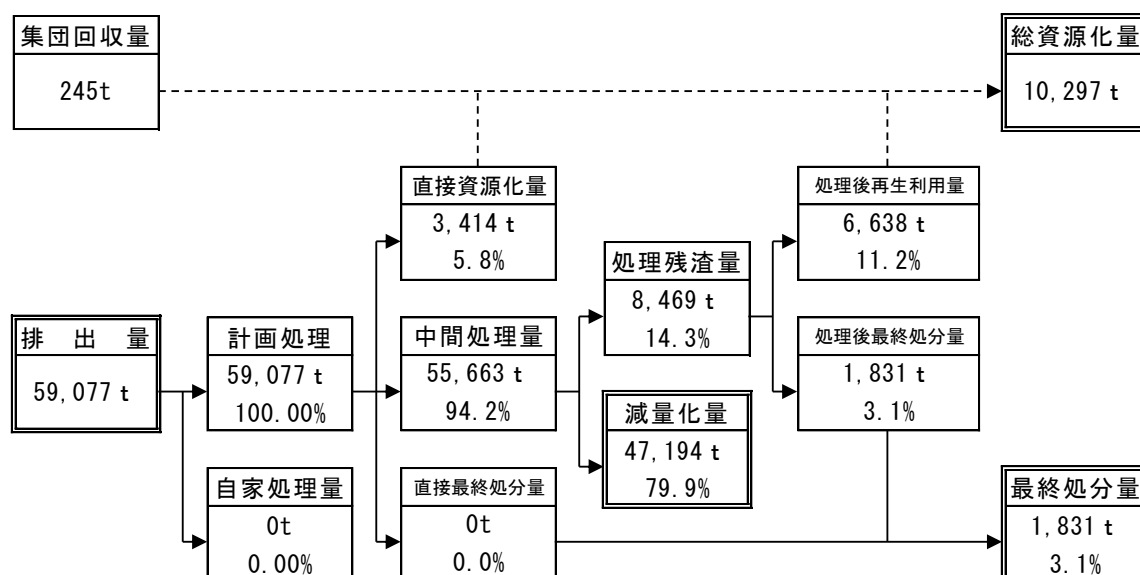 集団回収量
245t
総資源化量
10,297 t
直接資源化量
3,414 t
5.8%
処理後再生利用量
6,638 t
11.2%
処理残渣量
8,469 t
14.3%
排　出　量
59,077 t
計画処理
59,077 t
100.00%
中間処理量
55,663 t
94.2%
処理後最終処分量
1,831 t
3.1%
減量化量
47,194 t
79.9%
自家処理量
0t
0.00%
直接最終処分量
0t
0.0%
最終処分量
1,831 t
3.1%